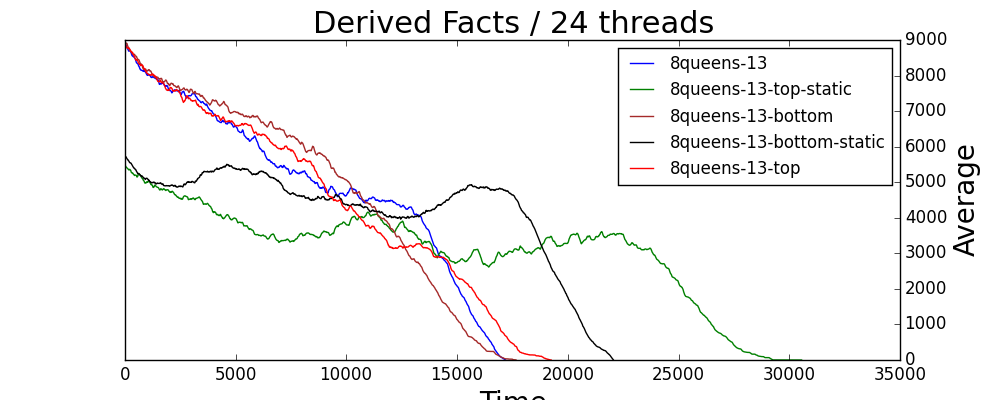 Derived Facts / 24 threads
9000
8000
7000
6000
5000
4000
3000
2000
1000
0
Average
8queens-13
8queens-13-top-static
8queens-13-bottom
8queens-13-bottom-static
8queens-13-top
0 5000 10000 15000 20000 25000 30000 35000
Time